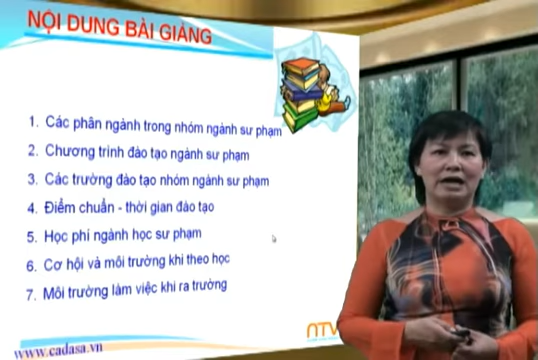 NỘI DUNG BÀI GIẢNG
1. Các phân ngành trong nhóm ngành sư phạm
2. Chương trình đào tạo ngành sư phạm
3. Các trường đào tạo nhóm ngành sư phạm
4. Điểm chuẩn - thời gian đào tạo
5. Học phí ngành học sư phạm
6. Cơ hội và môi trường khi theo học
7. Môi trường làm việc khi ra trường
NTV
www.cadasa.vn